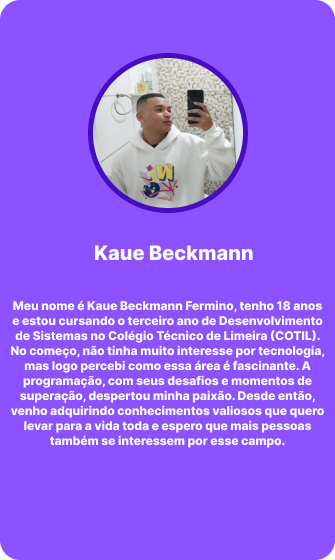 Kaue Beckmann
Meu nome é Kaue Beckmann Fermino, tenho 18 anos
e estou cursando o terceiro ano de Desenvolvimento
de Sistemas no Colégio Técnico de Limeira (COTIL).
No começo, não tinha muito interesse por tecnologia,
mas logo percebi como essa área é fascinante. A
programação, com seus desafios e momentos de
superação, despertou minha paixão. Desde então,
venho adquirindo conhecimentos valiosos que quero
levar para a vida toda e espero que mais pessoas
também se interessem por esse campo.